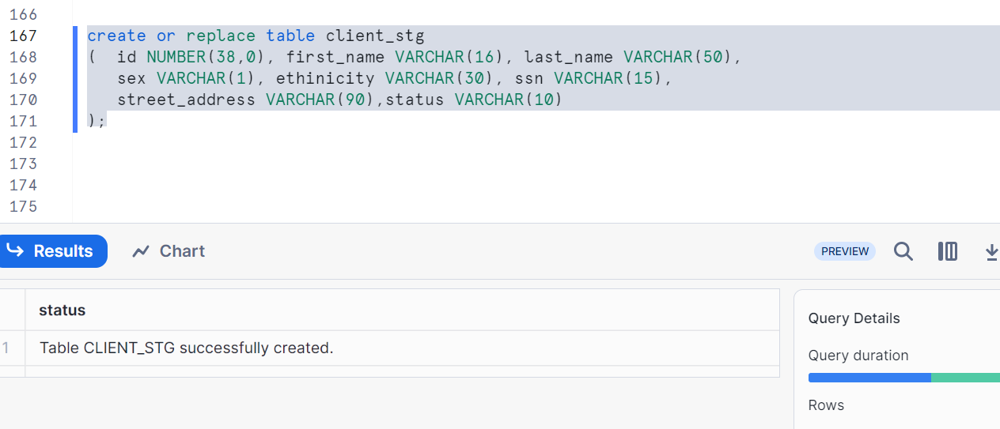 166
167 create or replace table client_stg
168 (  id NUMBER(38,0), first_name VARCHAR(16), last_name VARCHAR(50),
169    sex VARCHAR(1), ethinicity VARCHAR(30), ssn VARCHAR(15),
170    street_address VARCHAR(90),status VARCHAR(10)
171 );
172
173
174
175
Results Chart PREVIEW
status
1 Table CLIENT_STG successfully created.
Query Details
Query duration
Rows